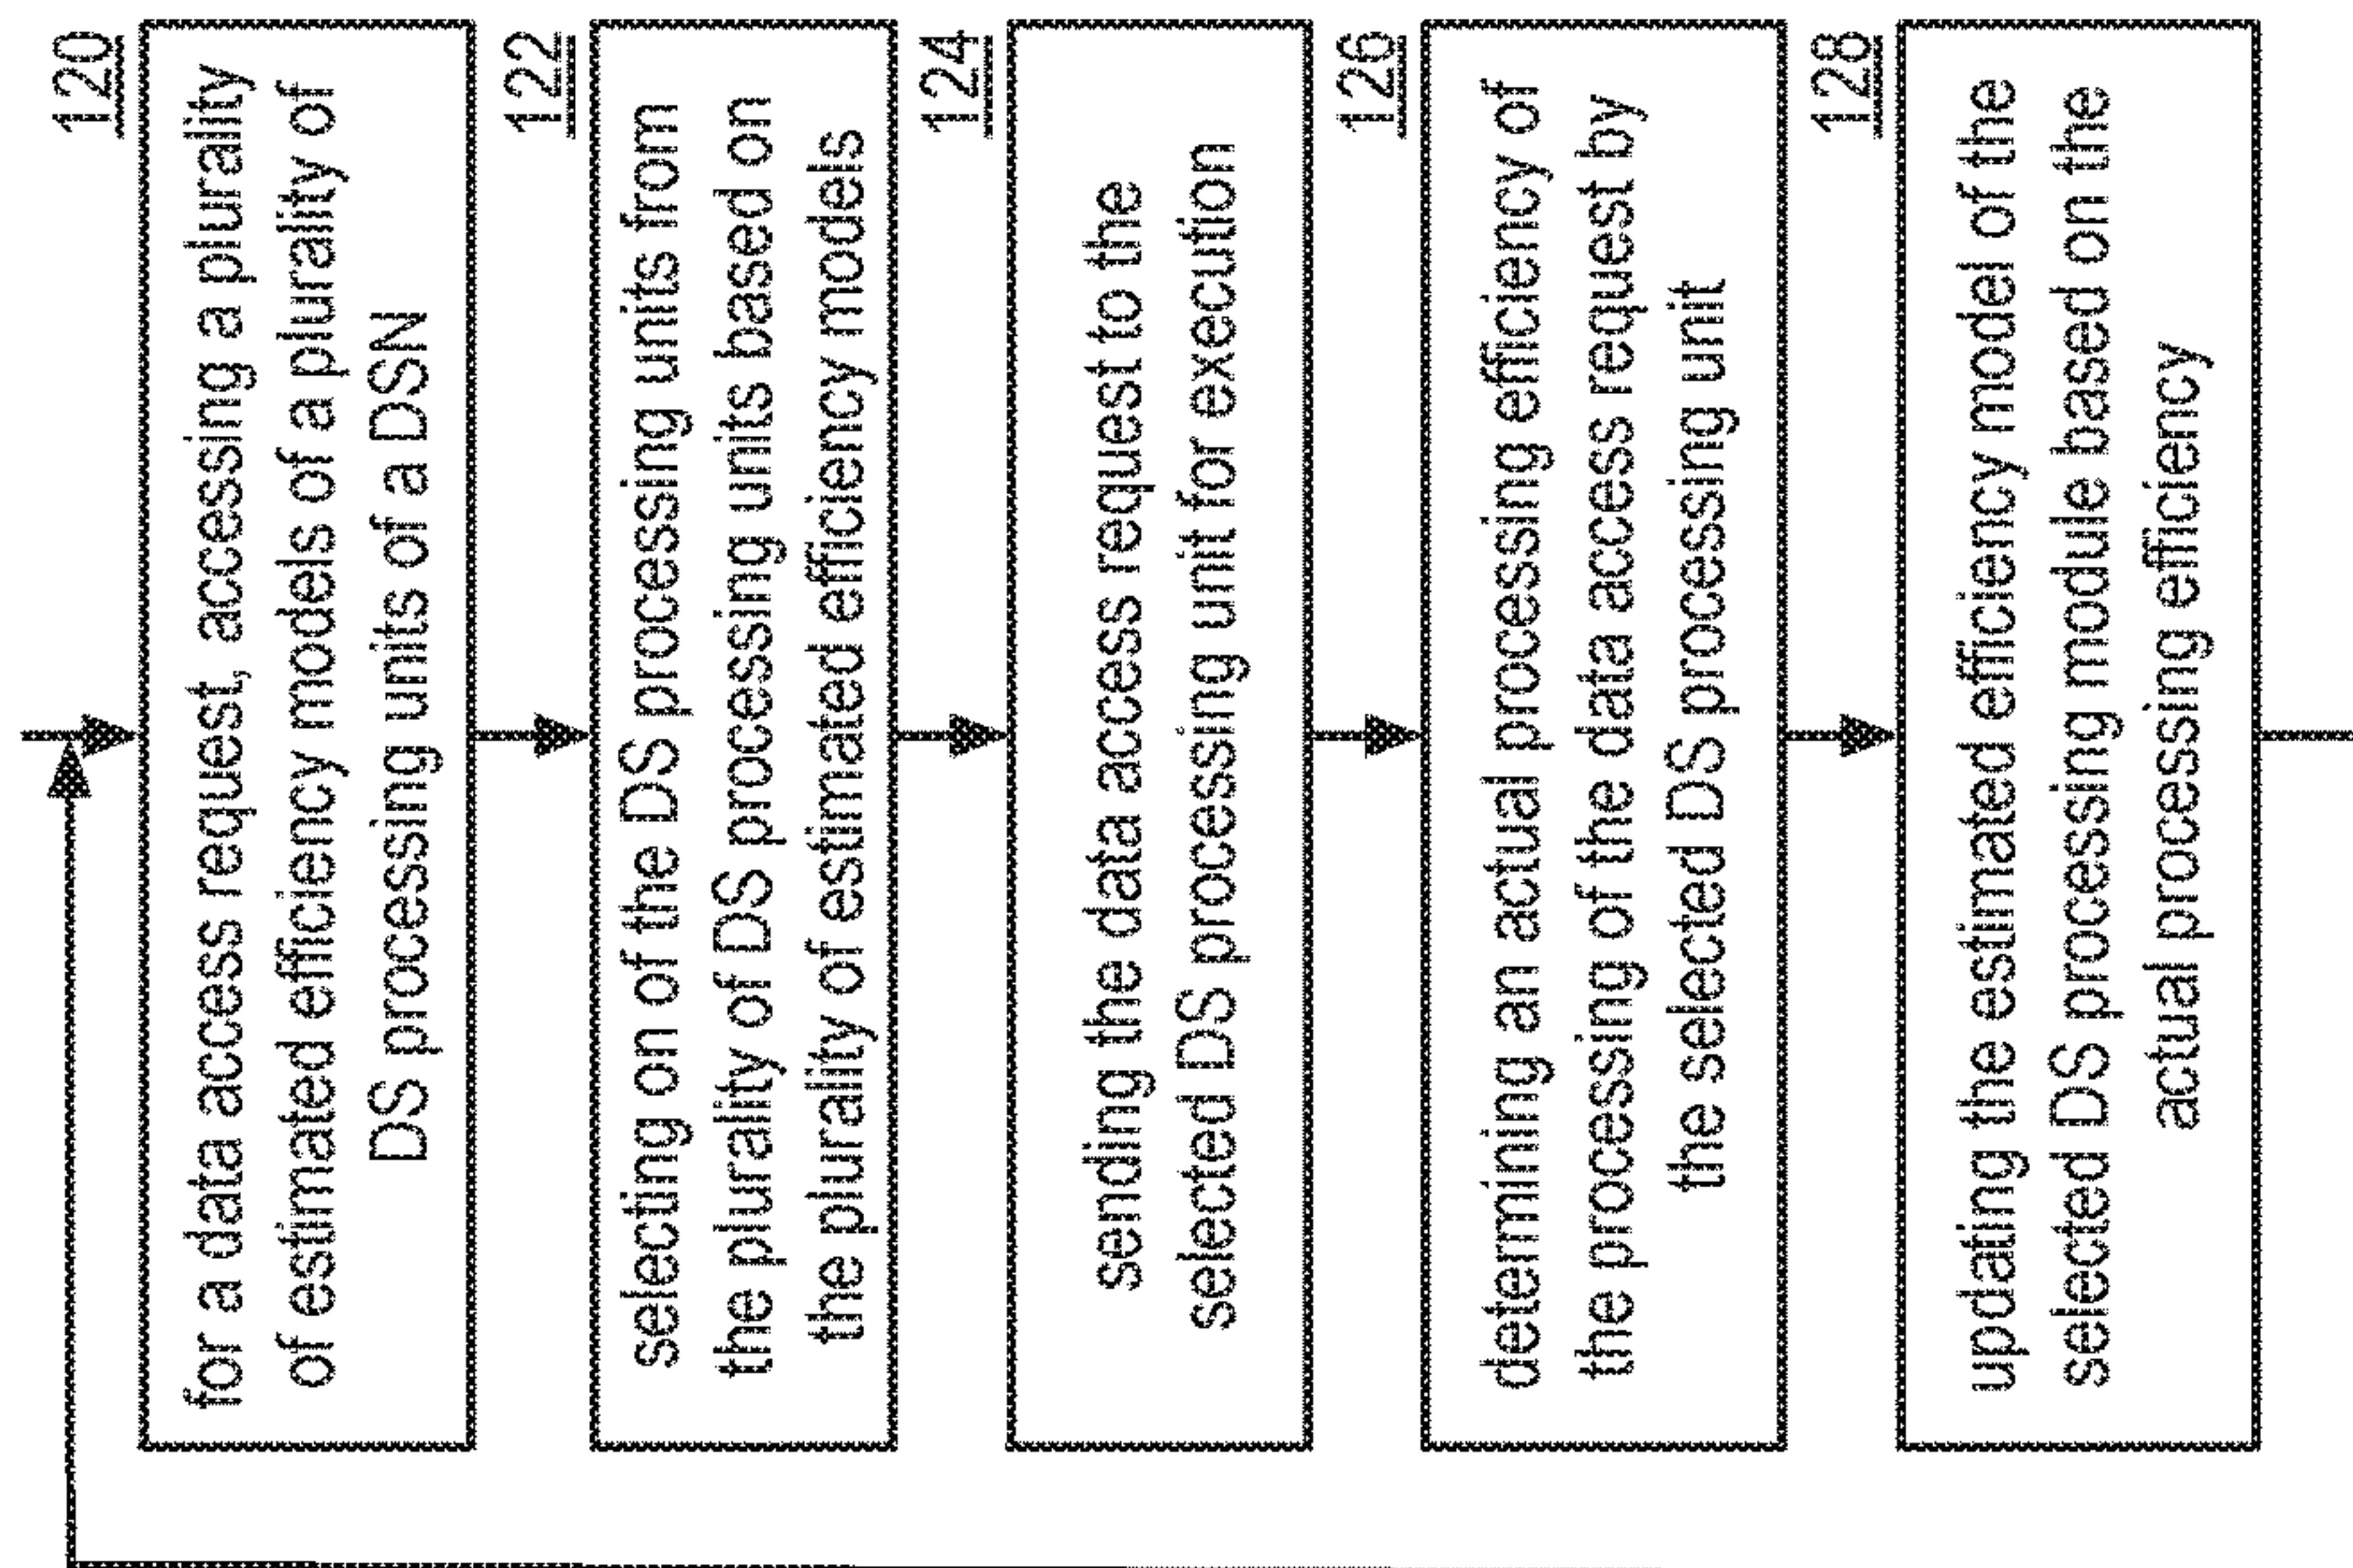 120
for a data access request, accessing a plurality
of estimated efficiency models of a plurality of
DS processing units of a DSN
122
selecting on of the DS processing units from
the plurality of DS processing units based on
the plurality of estimated efficiency models
124
sending the data access request to the
selected DS processing unit for execution
126
determining an actual processing efficiency of
the processing of the data access request by
the selected DS processing unit
128
updating the estimated efficiency model of the
selected DS processing module based on the
actual processing efficiency